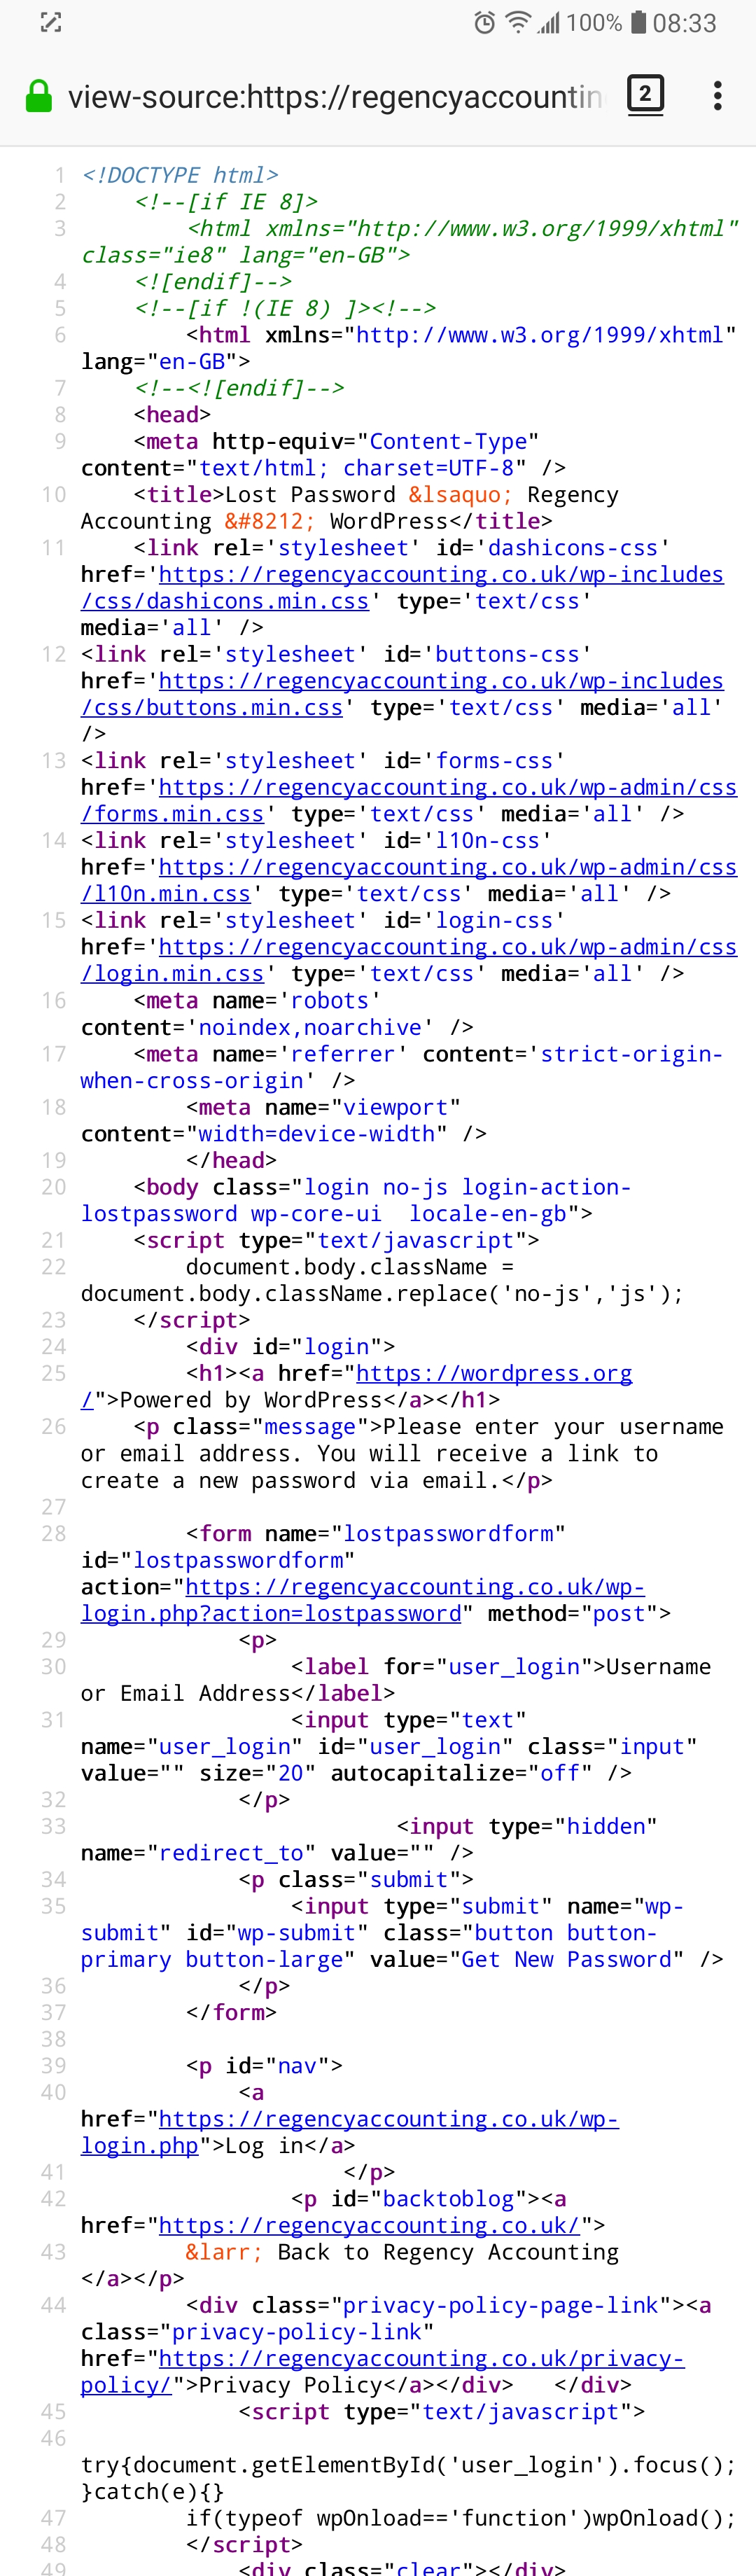 100% 08:33
view-source:https://regencyaccountin 2
1 <!DOCTYPE html>
2 <!--[if IE 8]>
3 <html xmlns="http://www.w3.org/1999/xhtml"
class="ie8" lang="en-GB">
4 <![endif]-->
5 <!--[if !(IE 8) ]><!-->
6 <html xmlns="http://www.w3.org/1999/xhtml"
lang="en-GB">
7 <!--<![endif]-->
8 <head>
9 <meta http-equiv="Content-Type"
content="text/html; charset=UTF-8" />
10 <title>Lost Password &lsaquo; Regency
Accounting &#8212; WordPress</title>
11 <link rel='stylesheet' id='dashicons-css'
href='https://regencyaccounting.co.uk/wp-includes
/css/dashicons.min.css' type='text/css'
media='all' />
12 <link rel='stylesheet' id='buttons-css'
href='https://regencyaccounting.co.uk/wp-includes
/css/buttons.min.css' type='text/css' media='all'
/>
13 <link rel='stylesheet' id='forms-css'
href='https://regencyaccounting.co.uk/wp-admin/css
/forms.min.css' type='text/css' media='all' />
14 <link rel='stylesheet' id='l10n-css'
href='https://regencyaccounting.co.uk/wp-admin/css
/l10n.min.css' type='text/css' media='all' />
15 <link rel='stylesheet' id='login-css'
href='https://regencyaccounting.co.uk/wp-admin/css
/login.min.css' type='text/css' media='all' />
16 <meta name='robots'
content='noindex,noarchive' />
17 <meta name='referrer' content='strict-origin-
when-cross-origin' />
18 <meta name="viewport"
content="width=device-width" />
19 </head>
20 <body class="login no-js login-action-
lostpassword wp-core-ui  locale-en-gb">
21 <script type="text/javascript">
22 document.body.className =
document.body.className.replace('no-js','js');
23 </script>
24 <div id="login">
25 <h1><a href="https://wordpress.org
/">Powered by WordPress</a></h1>
26 <p class="message">Please enter your username
or email address. You will receive a link to
create a new password via email.</p>
27
28 <form name="lostpasswordform"
id="lostpasswordform"
action="https://regencyaccounting.co.uk/wp-
login.php?action=lostpassword" method="post">
29 <p>
30 <label for="user_login">Username
or Email Address</label>
31 <input type="text"
name="user_login" id="user_login" class="input"
value="" size="20" autocapitalize="off" />
32 </p>
33 <input type="hidden"
name="redirect_to" value="" />
34 <p class="submit">
35 <input type="submit" name="wp-
submit" id="wp-submit" class="button button-
primary button-large" value="Get New Password" />
36 </p>
37 </form>
38
39 <p id="nav">
40 <a
href="https://regencyaccounting.co.uk/wp-
login.php">Log in</a>
41 </p>
42 <p id="backtoblog"><a
href="https://regencyaccounting.co.uk/">
43 &larr; Back to Regency Accounting
</a></p>
44 <div class="privacy-policy-page-link"><a
class="privacy-policy-link"
href="https://regencyaccounting.co.uk/privacy-
policy/">Privacy Policy</a></div> </div>
45 <script type="text/javascript">
46
try{document.getElementById('user_login').focus();
}catch(e){}
47 if(typeof wpOnload=='function')wpOnload();
48 </script>
49 <div class="clear"></div>